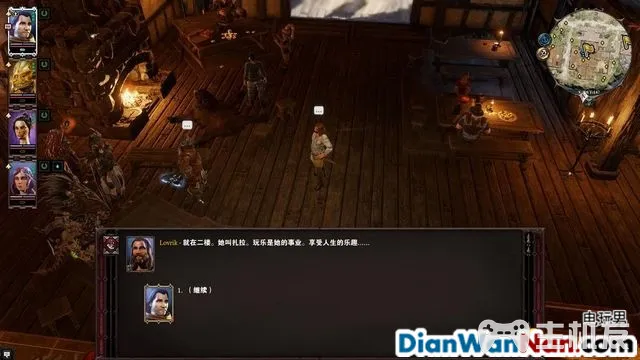 Lovrik - 就在二楼。她叫扎拉。玩乐是她的事业。享受人生的乐趣......
1. （继续）
电玩男
DianWanNan.com